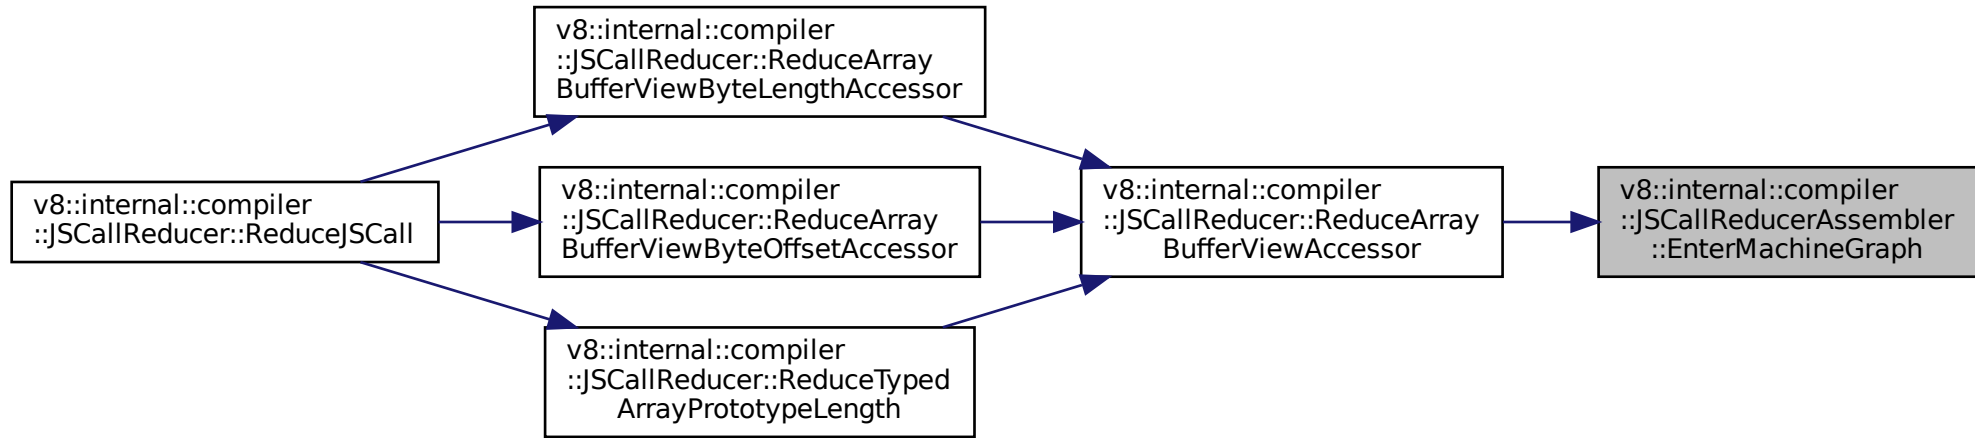 v8::internal::compiler
::JSCallReducer::ReduceJSCall
v8::internal::compiler
::JSCallReducer::ReduceArray
BufferViewByteLengthAccessor
v8::internal::compiler
::JSCallReducer::ReduceArray
BufferViewByteOffsetAccessor
v8::internal::compiler
::JSCallReducer::ReduceTyped
ArrayPrototypeLength
v8::internal::compiler
::JSCallReducer::ReduceArray
BufferViewAccessor
v8::internal::compiler
::JSCallReducerAssembler
::EnterMachineGraph